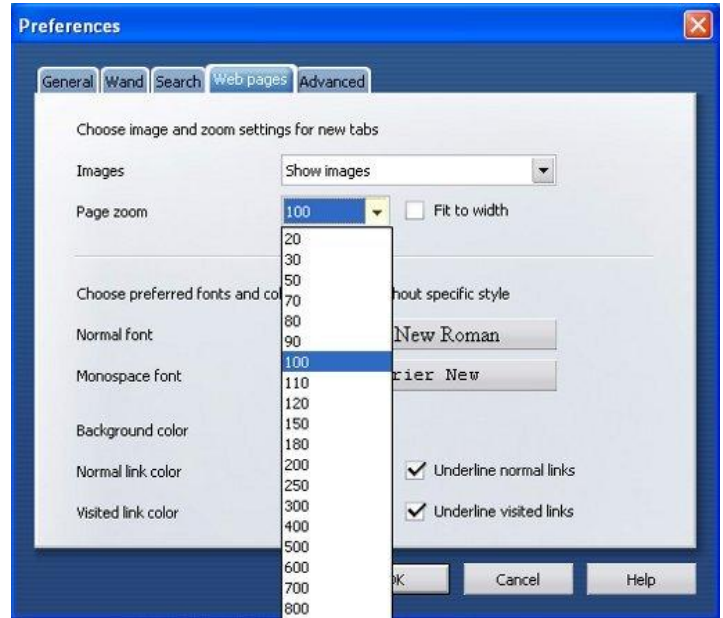 Preferences
General Wand Search Web pages Advanced
Choose image and zoom settings for new tabs
Images Show images
Page zoom 100 Fit to width
20
30
50
Choose preferred fonts and col 70 hout specific style
80
Normal font 90 New Roman
100
Monospace font 110 rier New
120
Background color 150
180
Normal link color 200 Underline normal links
250
Visited link color 300 Underline visited links
400
500
600 Cancel Help
700
800